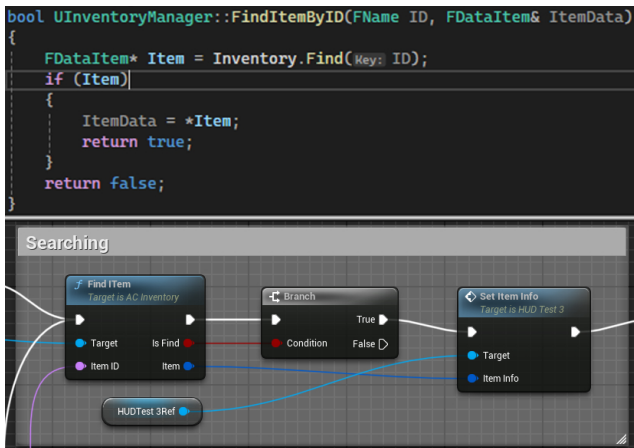 bool UInventoryManager::FindItemByID(FName ID, FDataItem& ItemData)
{
FDataItem* Item = Inventory.Find(Key: ID);
if (Item)
{
ItemData = *Item;
return true;
}
return false;
}
Searching
f Find ITem
Target is AC Inventory
Target
Is Find
Item ID
Item
Branch
True
Condition
False
Set Item Info
Target is HUD Test 3
Target
Item Info
HUDTest 3Ref